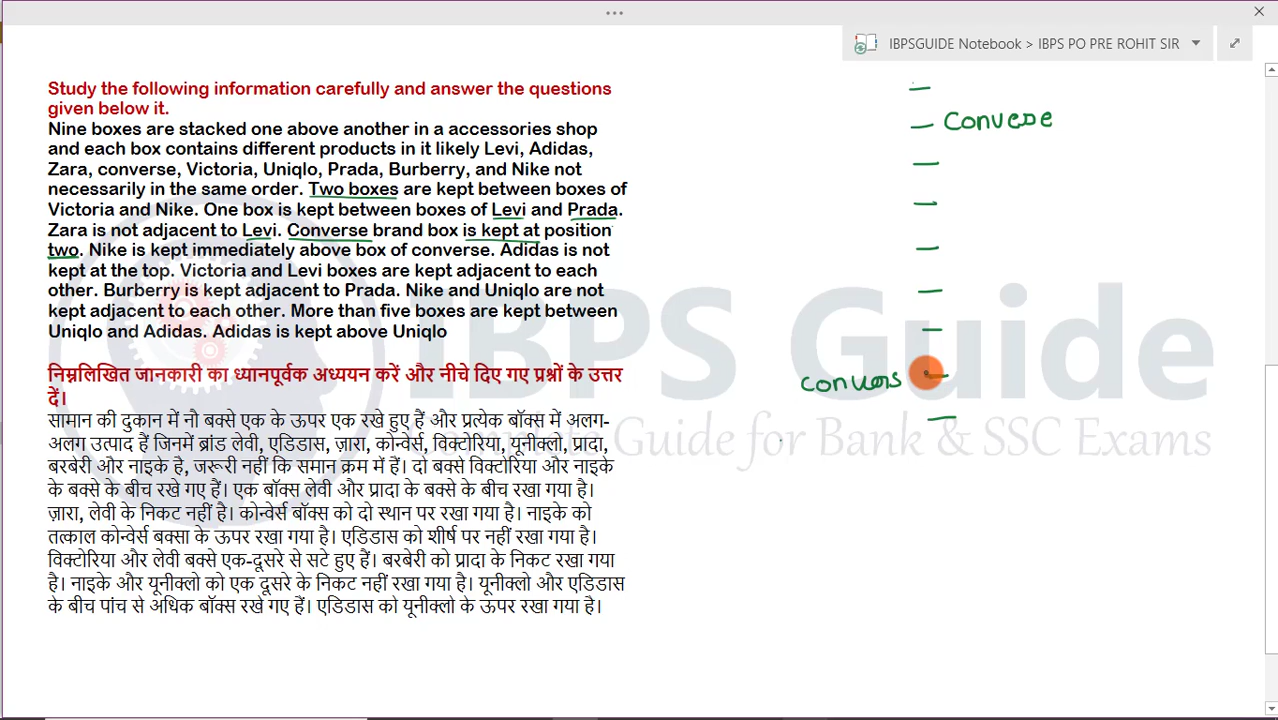 IBPSGUIDE Notebook > IBPS PO PRE ROHIT SIR
Study the following information carefully and answer the questions
given below it.
Nine boxes are stacked one above another in a accessories shop
and each box contains different products in it likely Levi, Adidas,
Zara, converse, Victoria, Uniqlo, Prada, Burberry, and Nike not
necessarily in the same order. Two boxes are kept between boxes of
Victoria and Nike. One box is kept between boxes of Levi and Prada.
Zara is not adjacent to Levi. Converse brand box is kept at position
two. Nike is kept immediately above box of converse. Adidas is not
kept at the top. Victoria and Levi boxes are kept adjacent to each
other. Burberry is kept adjacent to Prada. Nike and Uniqlo are not
kept adjacent to each other. More than five boxes are kept between
Uniqlo and Adidas. Adidas is kept above Uniqlo
निम्नलिखित जानकारी का ध्यानपूर्वक अध्ययन करें और नीचे दिए गए प्रश्नों के उत्तर
दें।
सामान की दुकान में नौ बक्से एक के ऊपर एक रखे हुए हैं और प्रत्येक बॉक्स में अलग-
अलग उत्पाद हैं जिनमें ब्रांड लेवी, एडिडास, ज़ारा, कोन्वेर्स, विक्टोरिया, यूनीक्लो, प्रादा,
बरबेरी और नाइके है, जरूरी नहीं कि समान क्रम में हैं। दो बक्से विक्टोरिया और नाइके
के बक्से के बीच रखे गए हैं। एक बॉक्स लेवी और प्रादा के बक्से के बीच रखा गया है।
ज़ारा, लेवी के निकट नहीं है। कोन्वेर्स बॉक्स को दो स्थान पर रखा गया है। नाइके को
तत्काल कोन्वेर्स बक्सा के ऊपर रखा गया है। एडिडास को शीर्ष पर नहीं रखा गया है।
विक्टोरिया और लेवी बक्से एक-दूसरे से सटे हुए हैं। बरबेरी को प्रादा के निकट रखा गया
है। नाइके और यूनीक्लो को एक दूसरे के निकट नहीं रखा गया है। यूनीक्लो और एडिडास
के बीच पांच से अधिक बॉक्स रखे गए हैं। एडिडास को यूनीक्लो के ऊपर रखा गया है।
IBPS Guide
Complete Guide for Bank & SSC Exams